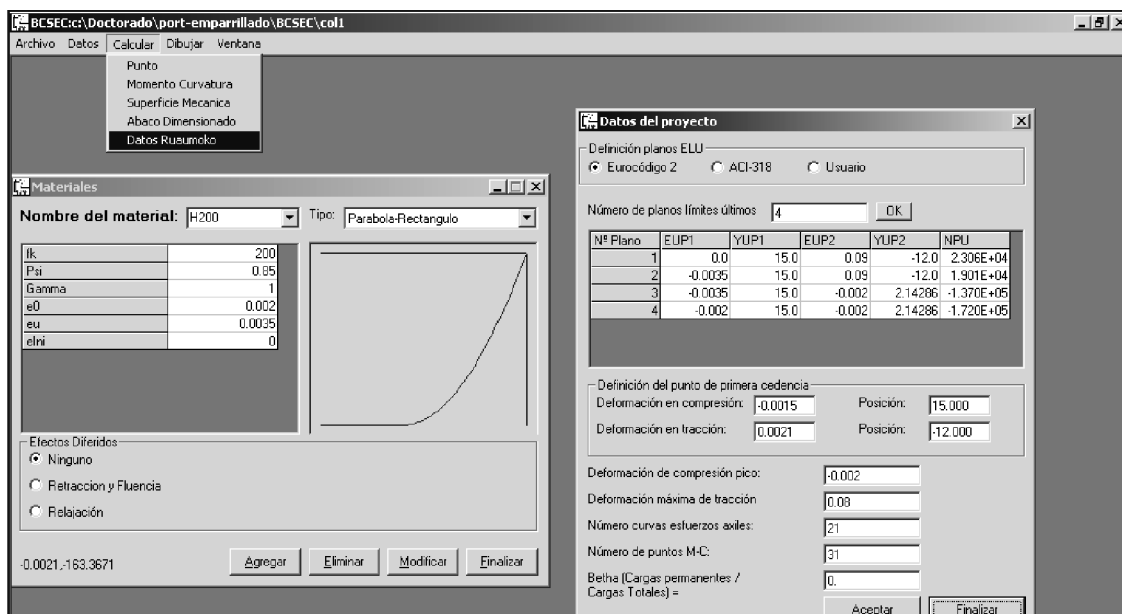 BCSEC:c:\Doctorado\port-emparrillado\BCSEC\col1
Archivo Datos Calcular Dibujar Ventana
Punto
Momento Curvatura
Superficie Mecanica
Abaco Dimensionado
Datos Ruaumoko
Materiales
Nombre del material: H200 Tipo: Parabola-Rectangulo
fk 200
Psi 0.85
Gamma 1
e0 0.002
eu 0.0035
eIni 0
Efectos Diferidos
Ninguno
Retraccion y Fluencia
Relajación
-0.0021,-163.3671
Agregar Eliminar Modificar Finalizar
Datos del proyecto
Definición planos ELU
Eurocódigo 2 ACI-318 Usuario
Número de planos límites últimos 4 OK
Nº Plano EUP1 YUP1 EUP2 YUP2 NPU
1 0.0 15.0 0.09 -12.0 2.306E+04
2 -0.0035 15.0 0.09 -12.0 1.901E+04
3 -0.0035 15.0 -0.002 2.14286 -1.370E+05
4 -0.002 15.0 -0.002 2.14286 -1.720E+05
Definición del punto de primera cedencia
Deformación en compresión: -0.0015 Posición: 15.000
Deformación en tracción: 0.0021 Posición: -12.000
Deformación de compresión pico: -0.002
Deformación máxima de tracción 0.08
Número curvas esfuerzos axiles: 21
Número de puntos M-C: 31
Betha (Cargas permanentes /
Cargas Totales) = 0.
Aceptar Finalizar